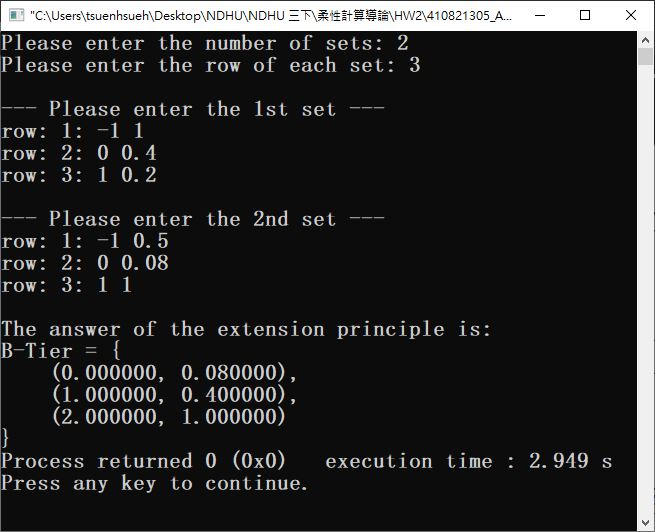 "C:\Users\tsuenhsueh\Desktop\NDHU\NDHU 三下\柔性計算導論\HW2\410821305_A...
Please enter the number of sets: 2
Please enter the row of each set: 3
--- Please enter the 1st set ---
row: 1: -1 1
row: 2: 0 0.4
row: 3: 1 0.2
--- Please enter the 2nd set ---
row: 1: -1 0.5
row: 2: 0 0.08
row: 3: 1 1
The answer of the extension principle is:
B-Tier = {
    (0.000000, 0.080000),
    (1.000000, 0.400000),
    (2.000000, 1.000000)
}
Process returned 0 (0x0)   execution time : 2.949 s
Press any key to continue.